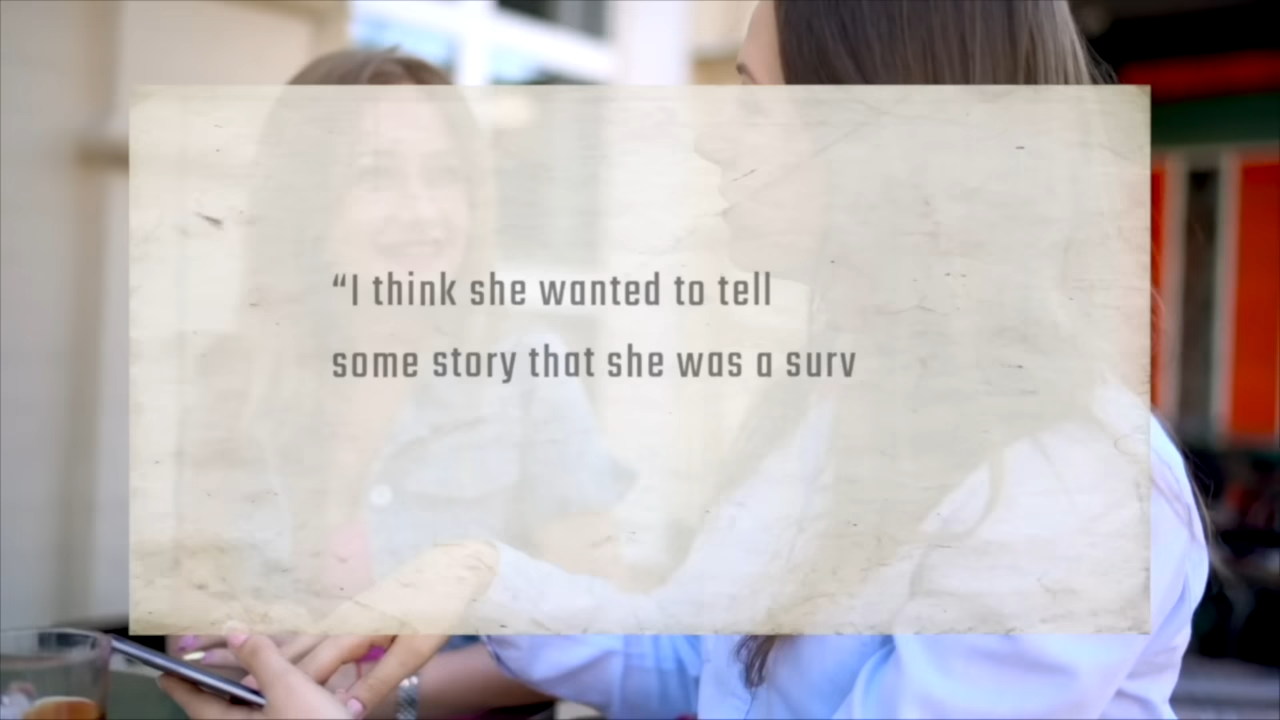 “I think she wanted to tell
some story that she was a surv